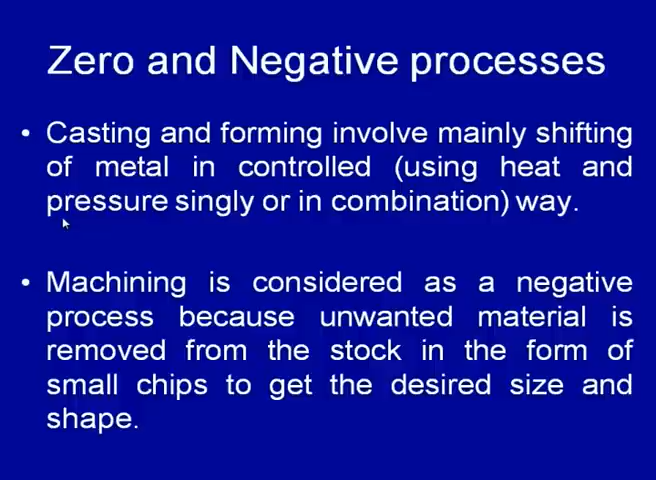 Zero and Negative processes
• Casting and forming involve mainly shifting
of metal in controlled (using heat and
pressure singly or in combination) way.
• Machining is considered as a negative
process because unwanted material is
removed from the stock in the form of
small chips to get the desired size and
shape.